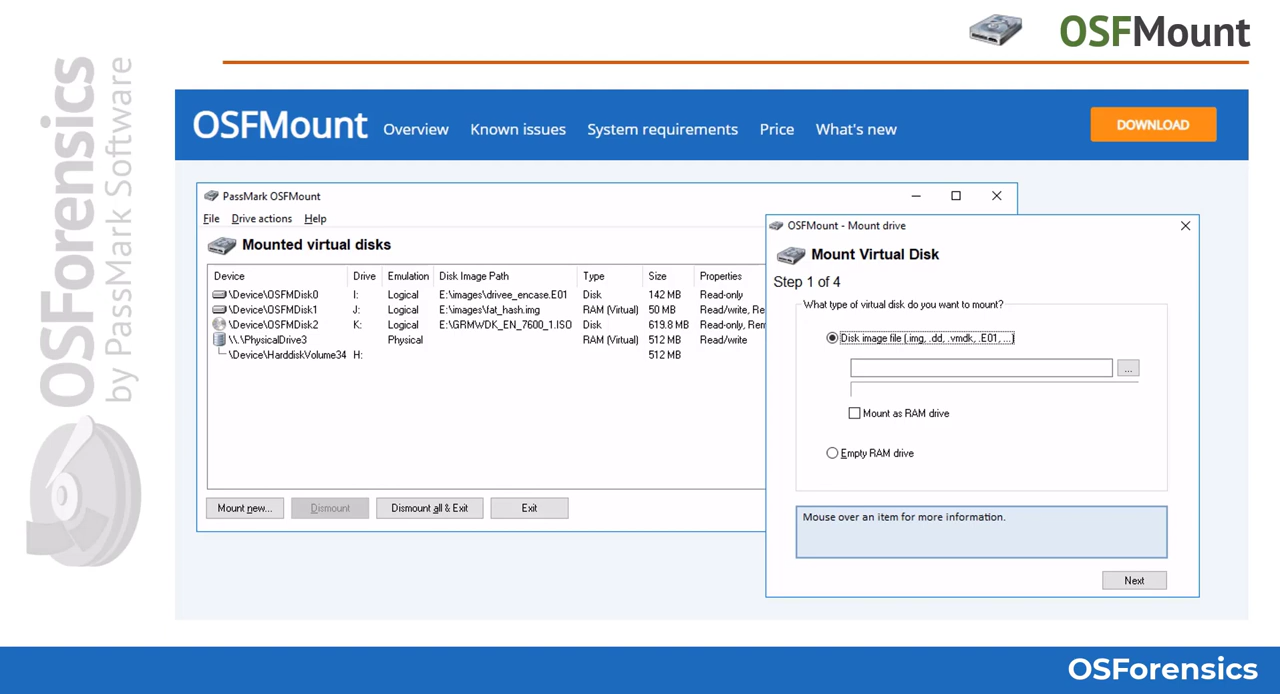 OSFMount
OSForensics
by PassMark Software
OSFMount Overview Known issues System requirements Price What's new DOWNLOAD
PassMark OSFMount
File Drive actions Help
Mounted virtual disks
Device Drive Emulation Disk Image Path Type Size Properties
\Device\OSFMDisk0 I: Logical E:\images\drivee_encase.E01 Disk 142 MB Read-only
\Device\OSFMDisk1 J: Logical E:\images\fat_hash.img RAM (Virtual) 50 MB Read/write, Re
\Device\OSFMDisk2 K: Logical E:\GRMWDK_EN_7600_1.ISO Disk 619.8 MB Read-only, Rem
\\.\PhysicalDrive3 Physical RAM (Virtual) 512 MB Read/write
\Device\HarddiskVolume34 H: 512 MB
Mount new... Dismount Dismount all & Exit Exit
OSFMount - Mount drive
Mount Virtual Disk
Step 1 of 4
What type of virtual disk do you want to mount?
Disk image file (.img, .dd, .vmdk, .E01, ...)
...
Mount as RAM drive
Empty RAM drive
Mouse over an item for more information.
Next
OSForensics